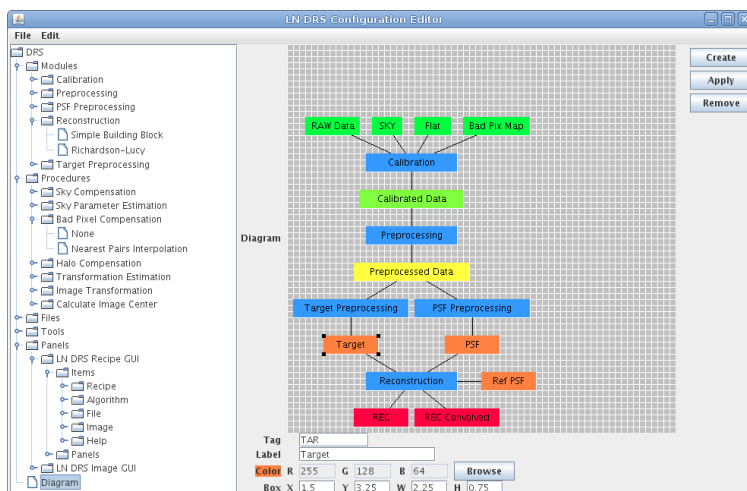 LN DRS Configuration Editor
File Edit
DRS
Modules
Calibration
Preprocessing
PSF Preprocessing
Reconstruction
Simple Building Block
Richardson-Lucy
Target Preprocessing
Procedures
Sky Compensation
Sky Parameter Estimation
Bad Pixel Compensation
None
Nearest Pairs Interpolation
Halo Compensation
Transformation Estimation
Image Transformation
Calculate Image Center
Files
Tools
Panels
LN DRS Recipe GUI
Items
Recipe
Algorithm
File
Image
Help
Panels
LN DRS Image GUI
Diagram
Diagram
RAW Data SKY Flat Bad Pix Map
Calibration
Calibrated Data
Preprocessing
Preprocessed Data
Target Preprocessing PSF Preprocessing
Target PSF
Reconstruction Ref PSF
REC REC Convolved
Tag TAR
Label Target
Color R 255 G 128 B 64 Browse
Box X 1.5 Y 3.25 W 2.25 H 0.75
Create
Apply
Remove